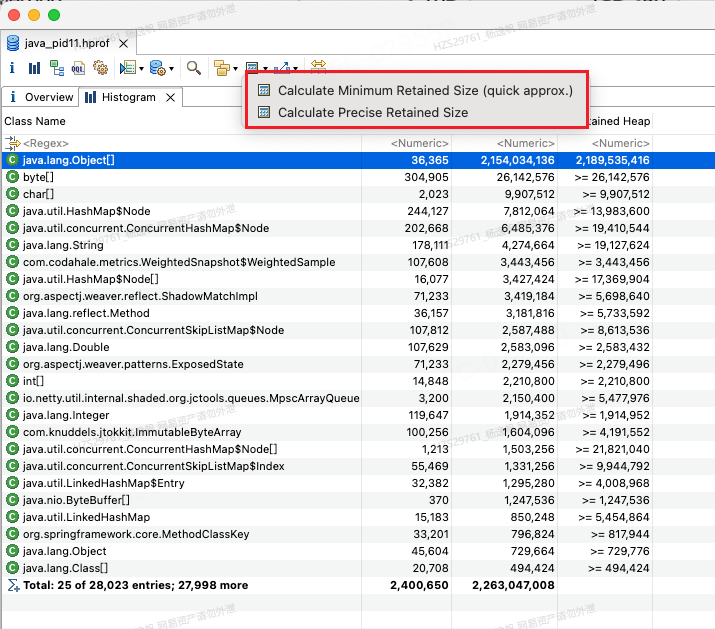 java_pid11.hprof
Overview
Histogram
Calculate Minimum Retained Size (quick approx.)
Calculate Precise Retained Size
Class Name tained Heap
<Regex> <Numeric> <Numeric> <Numeric>
java.lang.Object[] 36,365 2,154,034,136 2,189,535,416
byte[] 304,905 26,142,576 >= 26,142,576
char[] 2,023 9,907,512 >= 9,907,512
java.util.HashMap$Node 244,127 7,812,064 >= 13,983,600
java.util.concurrent.ConcurrentHashMap$Node 202,668 6,485,376 >= 19,410,544
java.lang.String 178,111 4,274,664 >= 19,127,624
com.codahale.metrics.WeightedSnapshot$WeightedSample 107,608 3,443,456 >= 3,443,456
java.util.HashMap$Node[] 16,077 3,427,424 >= 17,369,904
org.aspectj.weaver.reflect.ShadowMatchImpl 71,233 3,419,184 >= 5,698,640
java.lang.reflect.Method 36,157 3,181,816 >= 5,733,592
java.util.concurrent.ConcurrentSkipListMap$Node 107,812 2,587,488 >= 8,613,536
java.lang.Double 107,629 2,583,096 >= 2,583,432
org.aspectj.weaver.patterns.ExposedState 71,233 2,279,456 >= 2,279,496
int[] 14,848 2,210,800 >= 2,210,800
io.netty.util.internal.shaded.org.jctools.queues.MpscArrayQueue 3,200 2,150,400 >= 5,477,976
java.lang.Integer 119,647 1,914,352 >= 1,914,952
com.knuddels.jtokkit.ImmutableByteArray 100,256 1,604,096 >= 4,191,552
java.util.concurrent.ConcurrentHashMap$Node[] 1,213 1,503,256 >= 21,821,040
java.util.concurrent.ConcurrentSkipListMap$Index 55,469 1,331,256 >= 9,944,792
java.util.LinkedHashMap$Entry 32,382 1,295,280 >= 4,008,968
java.nio.ByteBuffer[] 370 1,247,536 >= 1,247,536
java.util.LinkedHashMap 15,183 850,248 >= 5,454,864
org.springframework.core.MethodClassKey 33,201 796,824 >= 817,944
java.lang.Object 45,604 729,664 >= 729,776
java.lang.Class[] 20,708 494,424 >= 494,424
Total: 25 of 28,023 entries; 27,998 more 2,400,650 2,263,047,008